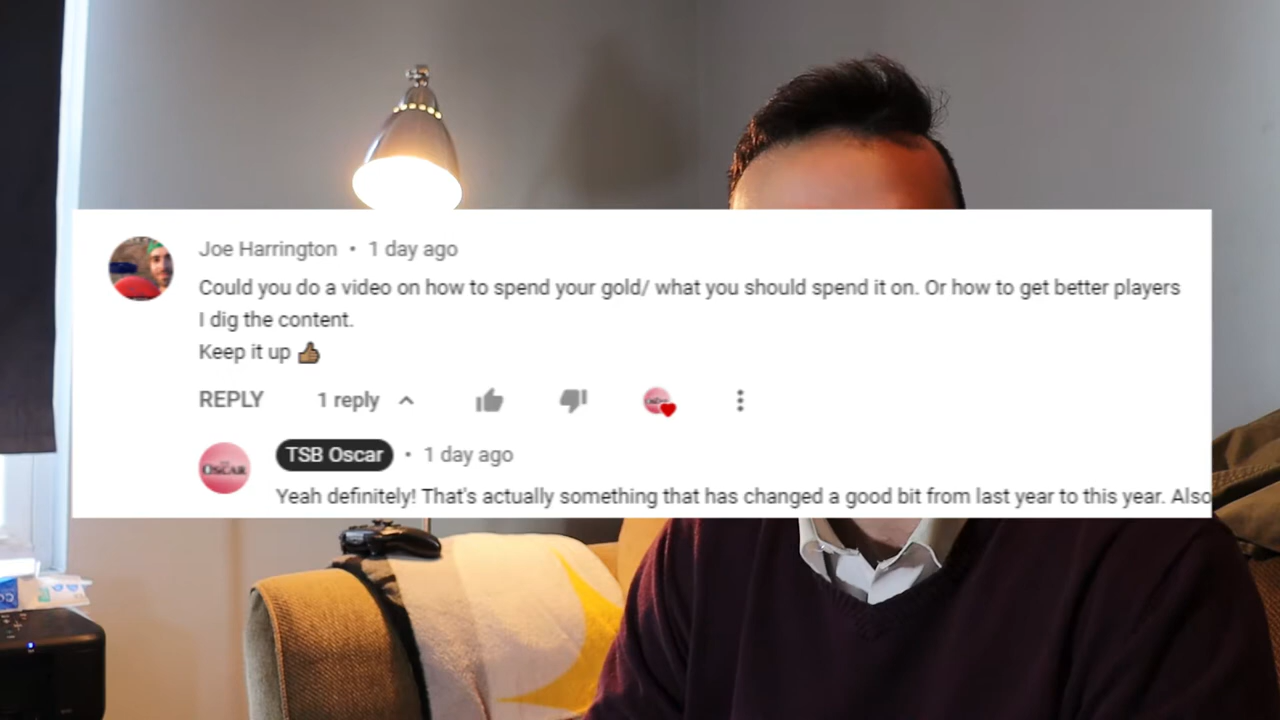 Joe Harrington • 1 day ago
Could you do a video on how to spend your gold/ what you should spend it on. Or how to get better players
I dig the content.
Keep it up 👍🏽
REPLY 1 reply
OSCAR
TSB Oscar • 1 day ago
Yeah definitely! That's actually something that has changed a good bit from last year to this year. Also